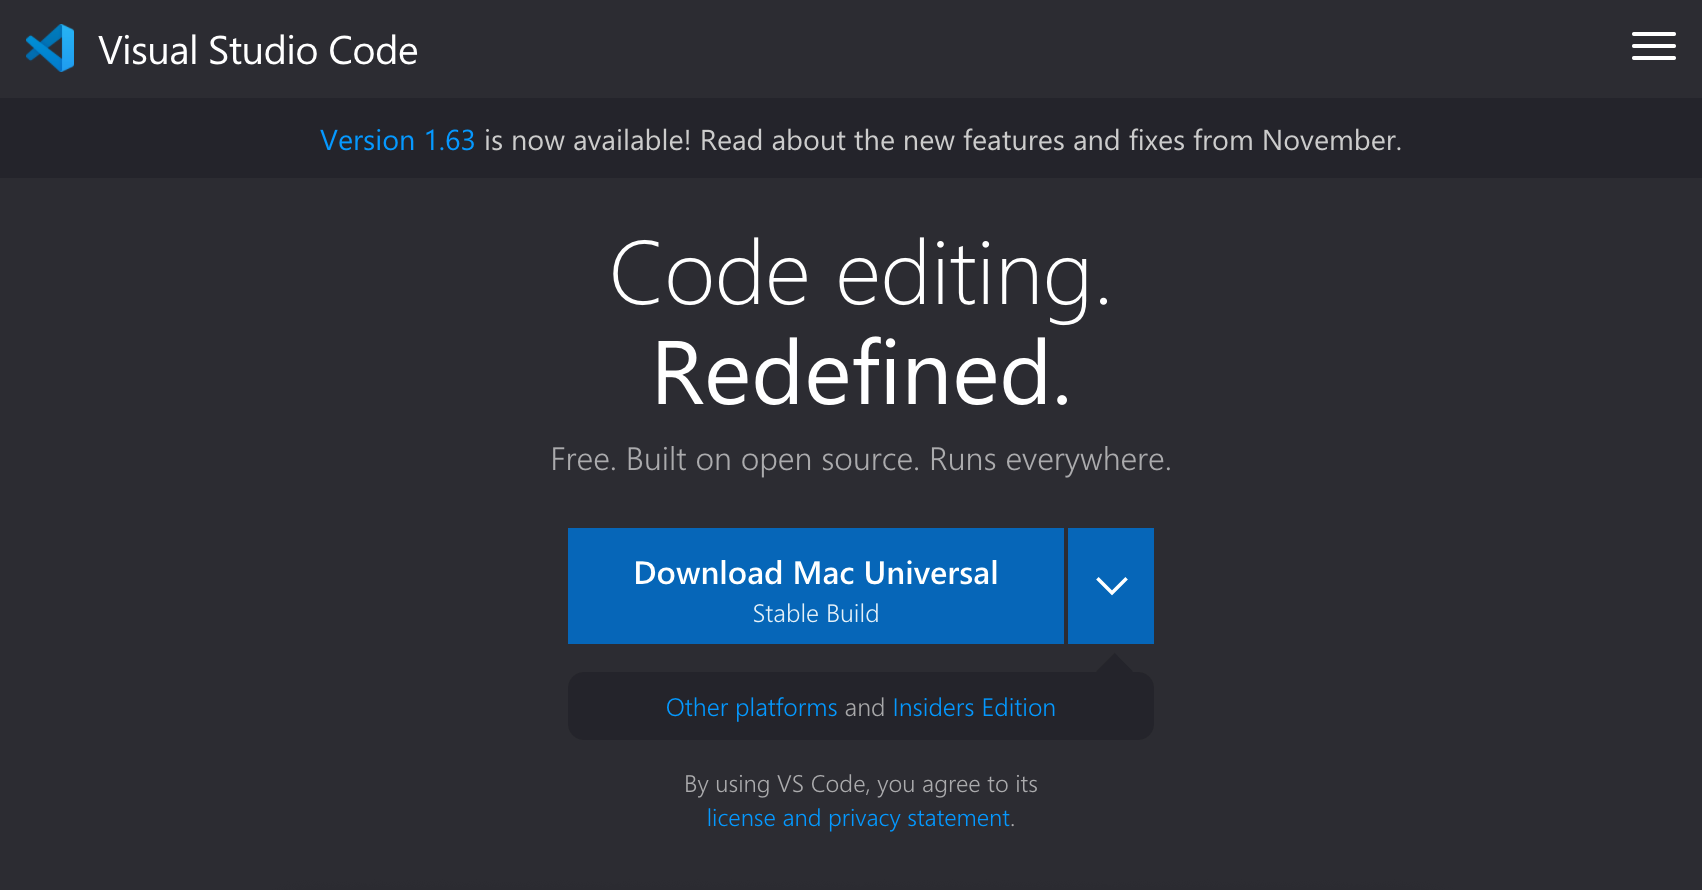 Visual Studio Code
Version 1.63 is now available! Read about the new features and fixes from November.
Code editing.
Redefined.
Free. Built on open source. Runs everywhere.
Download Mac Universal
Stable Build
Other platforms and Insiders Edition
By using VS Code, you agree to its
license and privacy statement.